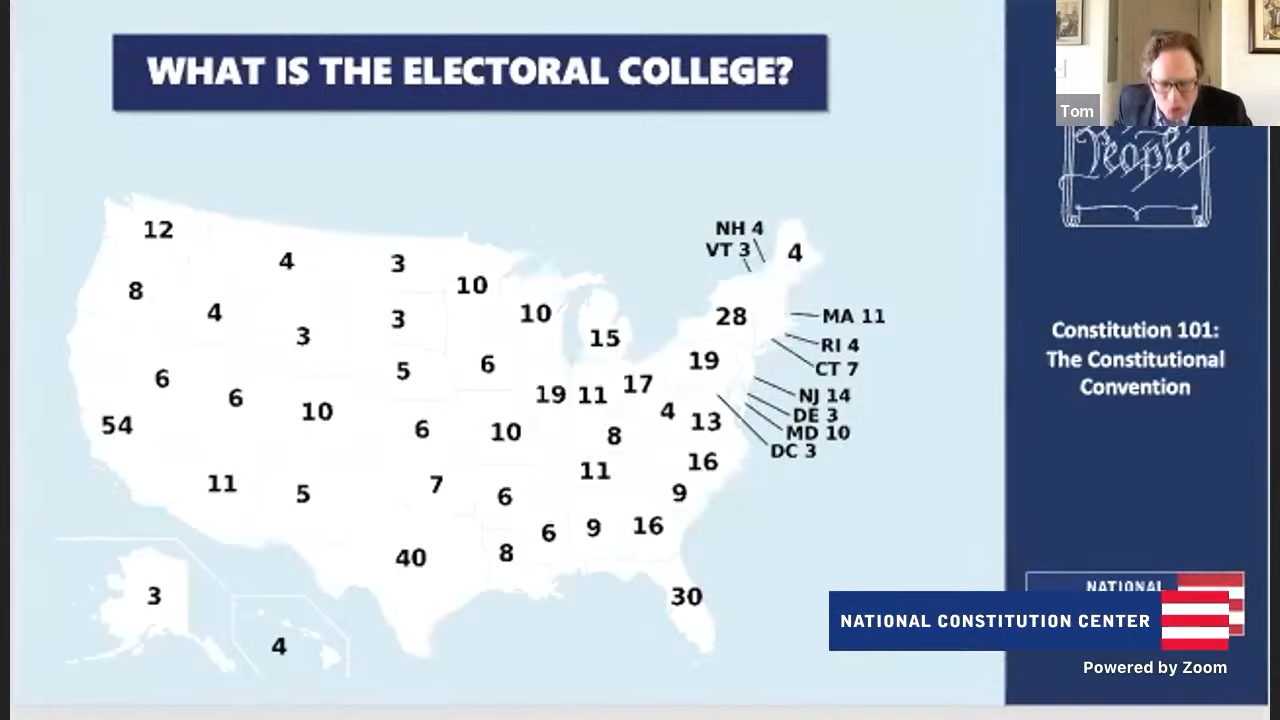 WHAT IS THE ELECTORAL COLLEGE?
Tom
People
NH 4
VT 3
4
12
4
3
10
8
4
3
10
28
MA 11
3
15
RI 4
6
5
6
19
CT 7
6
19
11
17
NJ 14
54
10
4
DE 3
6
10
8
13
MD 10
DC 3
11
5
7
6
11
16
9
40
8
6
9
16
3
30
4
Constitution 101:
The Constitutional
Convention
NATIONAL
NATIONAL CONSTITUTION CENTER
Powered by Zoom